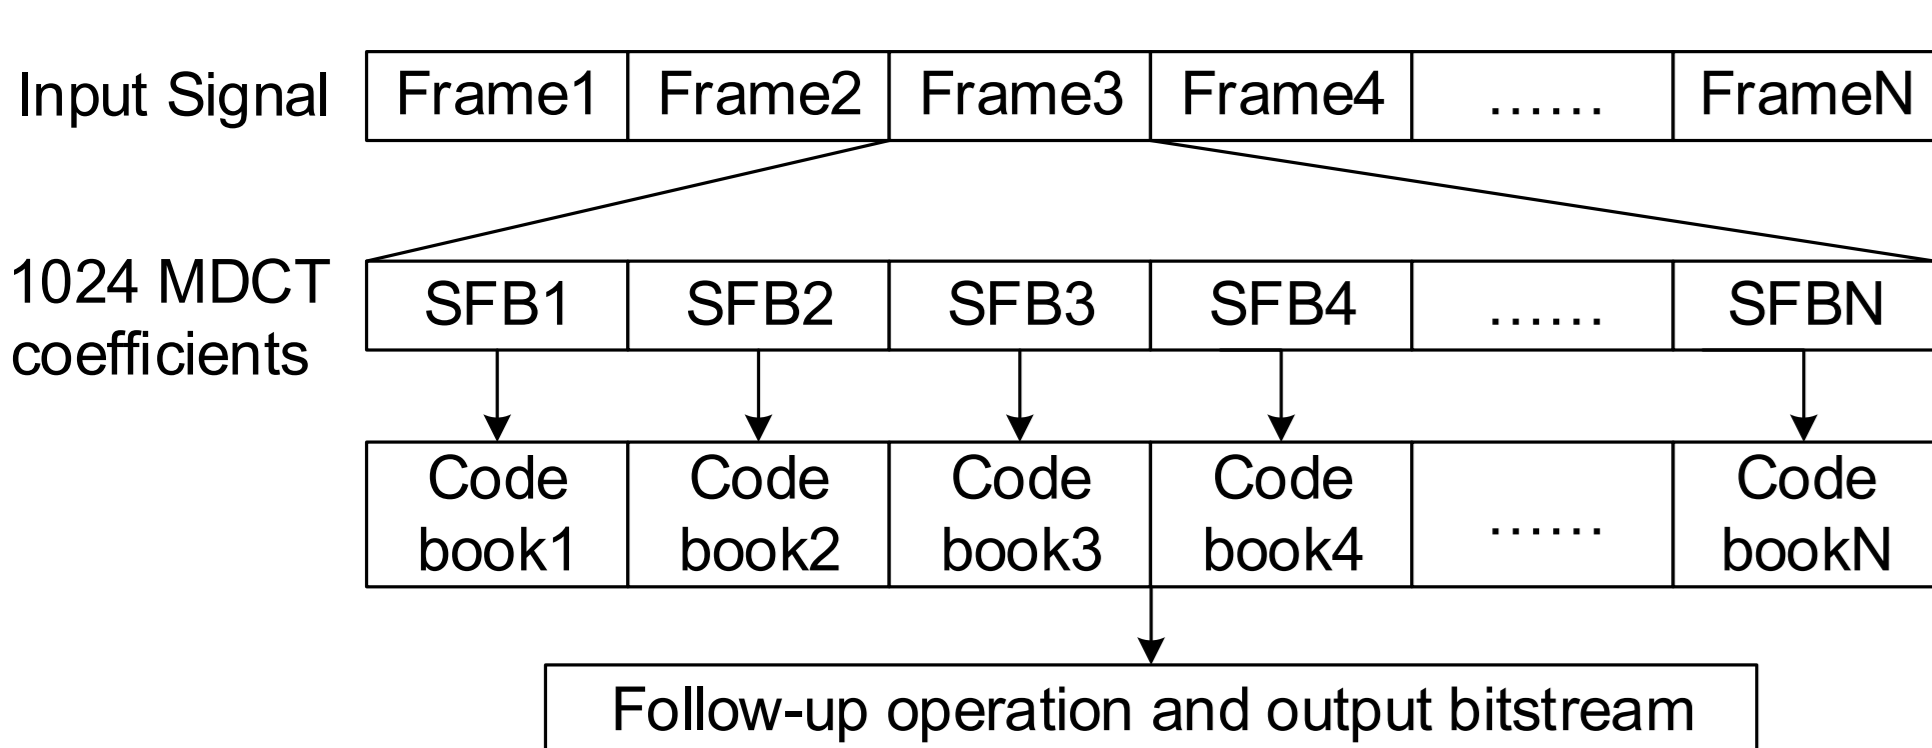 Input Signal Frame1 Frame2 Frame3 Frame4 ...... FrameN
1024 MDCT
coefficients
SFB1 SFB2 SFB3 SFB4 ...... SFBN
Code Code Code Code Code
book1 book2 book3 book4 ...... bookN
Follow-up operation and output bitstream